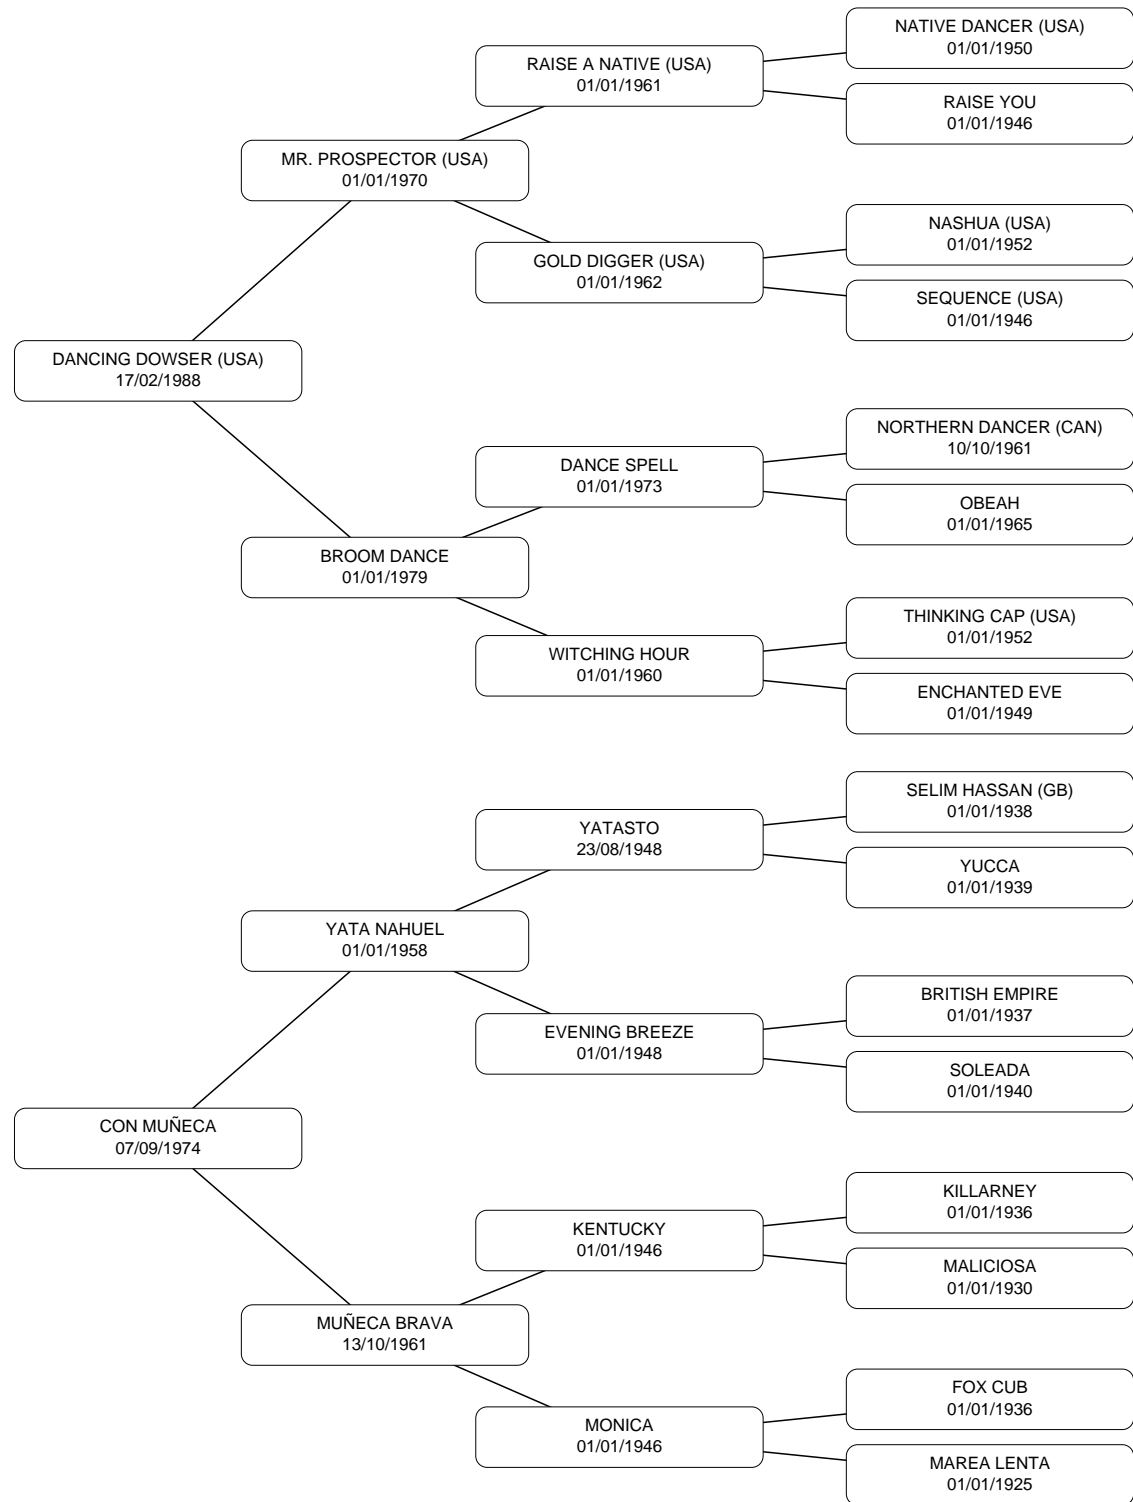 NATIVE DANCER (USA)
01/01/1950
RAISE A NATIVE (USA)
01/01/1961
RAISE YOU
01/01/1946
MR. PROSPECTOR (USA)
01/01/1970
NASHUA (USA)
01/01/1952
GOLD DIGGER (USA)
01/01/1962
SEQUENCE (USA)
01/01/1946
DANCING DOWSER (USA)
17/02/1988
NORTHERN DANCER (CAN)
10/10/1961
DANCE SPELL
01/01/1973
OBEAH
01/01/1965
BROOM DANCE
01/01/1979
THINKING CAP (USA)
01/01/1952
WITCHING HOUR
01/01/1960
ENCHANTED EVE
01/01/1949
SELIM HASSAN (GB)
01/01/1938
YATASTO
23/08/1948
YUCCA
01/01/1939
YATA NAHUEL
01/01/1958
BRITISH EMPIRE
01/01/1937
EVENING BREEZE
01/01/1948
SOLEADA
01/01/1940
CON MUÑECA
07/09/1974
KILLARNEY
01/01/1936
KENTUCKY
01/01/1946
MALICIOSA
01/01/1930
MUÑECA BRAVA
13/10/1961
FOX CUB
01/01/1936
MONICA
01/01/1946
MAREA LENTA
01/01/1925